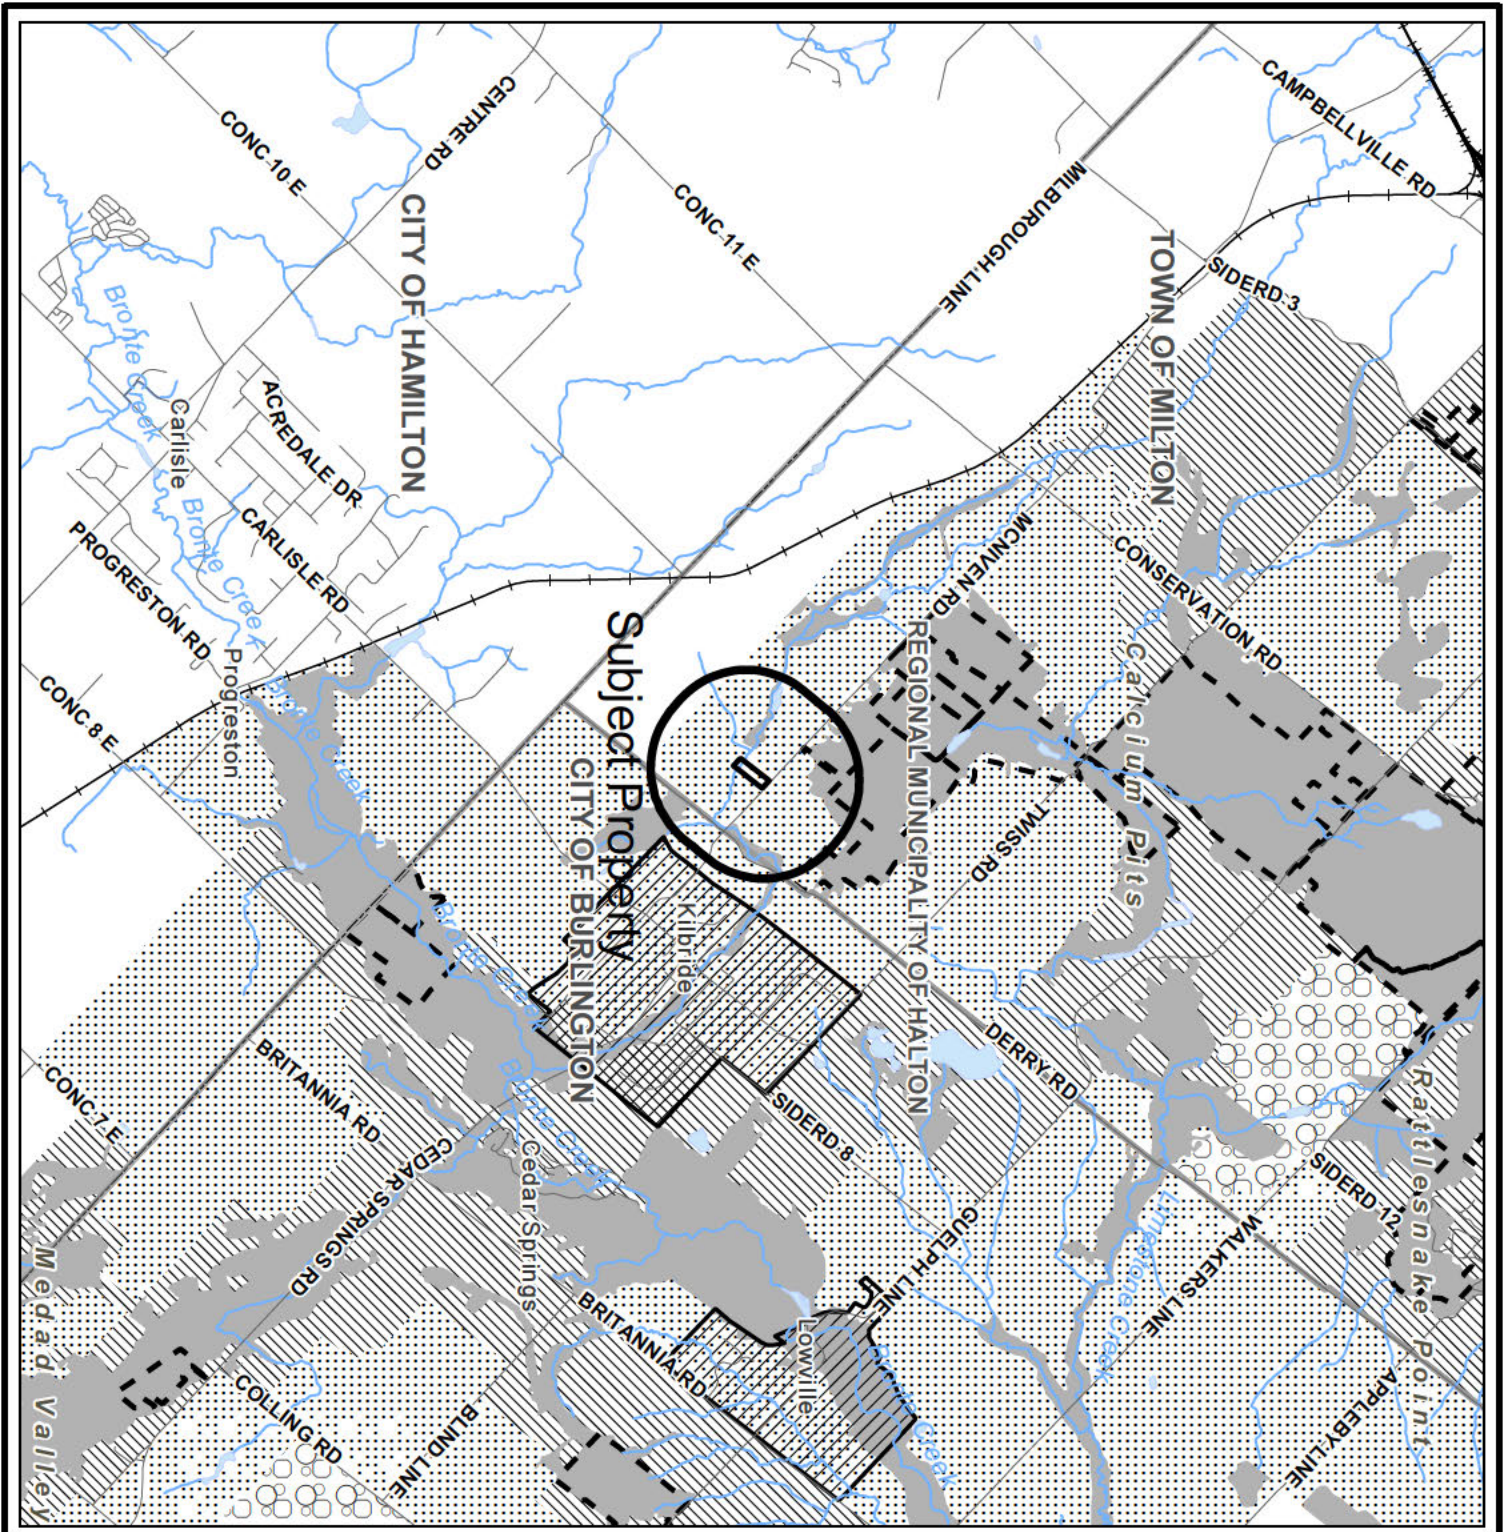 CAMPBELLVILLE RD
CENTRE RD
CONC 10 E
CONC 11 E
MILBOROUGH LINE
TOWN OF MILTON
SIDERD 3
CITY OF HAMILTON
Bronte Creek
Carlisle
ACREDALE DR
Bronte Creek
CARLISLE RD
PROGRESTON RD
MCNIVEN RD
CONSERVATION RD
Calcium Pits
REGIONAL MUNICIPALITY OF HALTON
Subject Property
Progreston
CONC 8 E
Bronte Creek
CITY OF BURLINGTON
TWISS RD
Kilbride
Bronte Creek
DERRY RD
Rattlesnake Point
BRITANNIA RD
CONC 7 E
Bronte Creek
SIDERD 8
CEDAR SPRINGS RD
Cedar Springs
SIDERD 12
Limestone Creek
WALKERS LINE
GUELPH LINE
Medad Valley
BRITANNIA RD
Lowville
Bronte Creek
COLLING RD
BLIND LINE
APPLEBY LINE